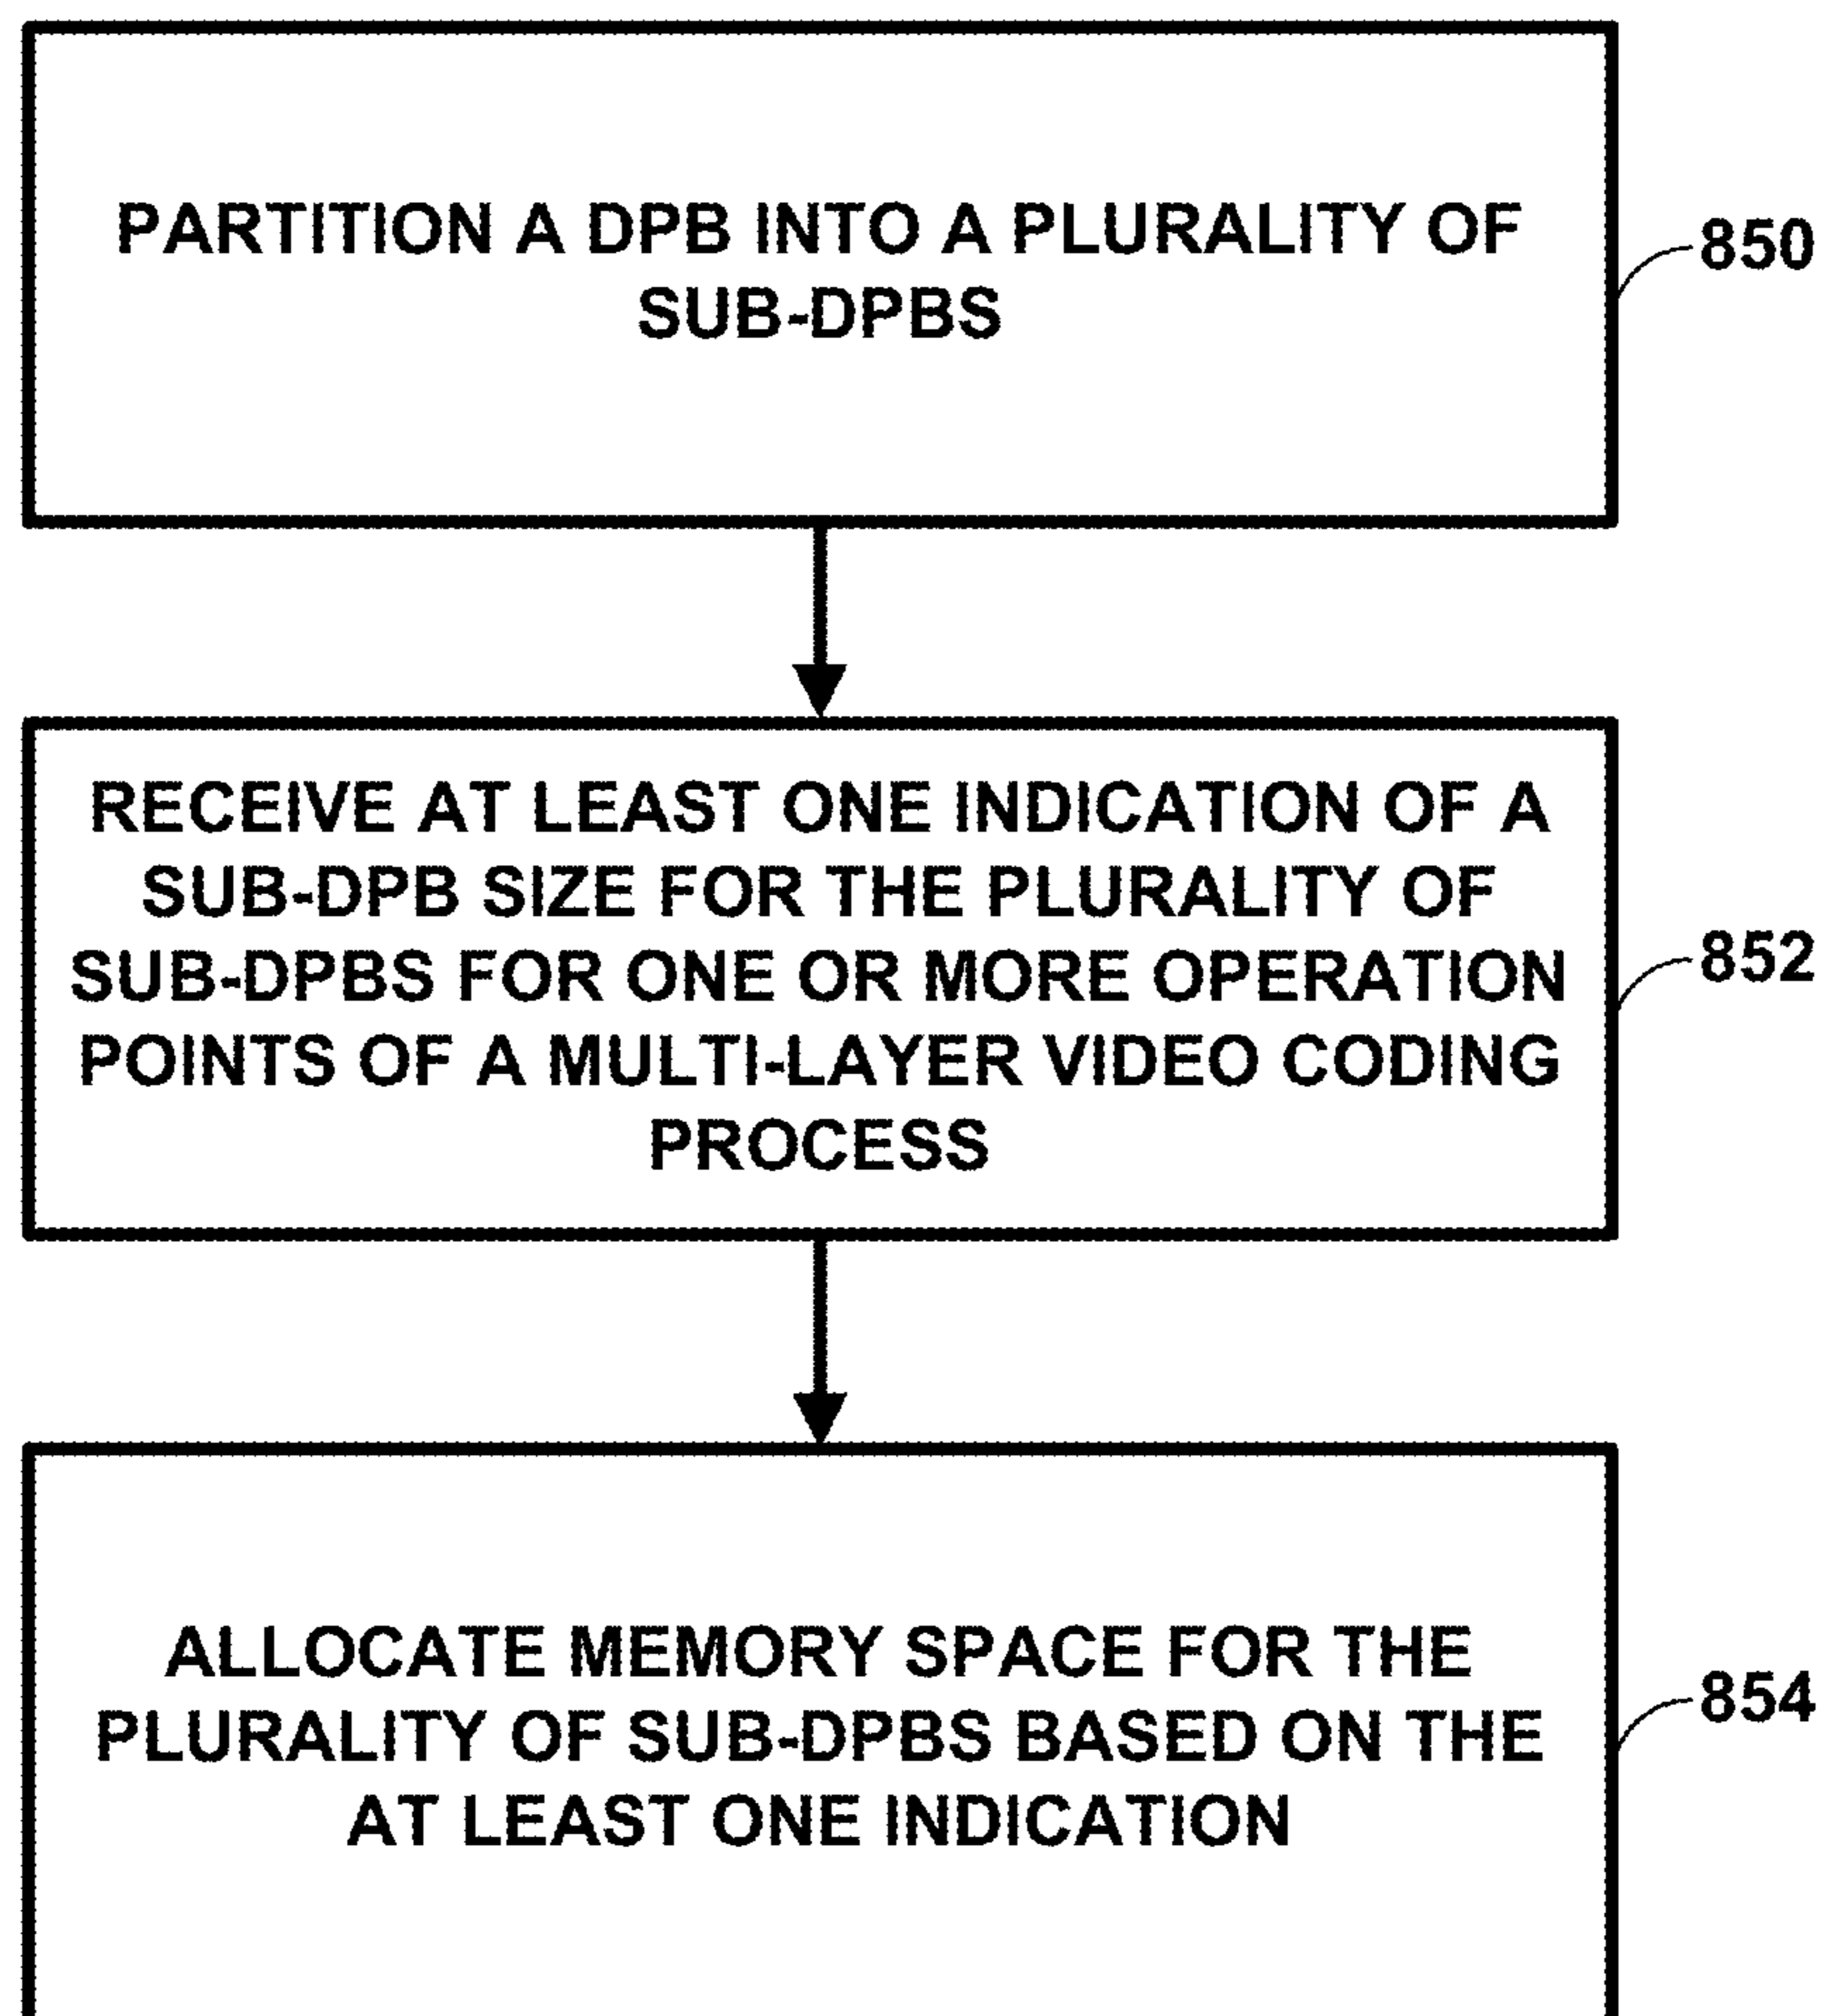 PARTITION A DPB INTO A PLURALITY OF
SUB-DPBS
850
RECEIVE AT LEAST ONE INDICATION OF A
SUB-DPB SIZE FOR THE PLURALITY OF
SUB-DPBS FOR ONE OR MORE OPERATION
POINTS OF A MULTI-LAYER VIDEO CODING
PROCESS
852
ALLOCATE MEMORY SPACE FOR THE
PLURALITY OF SUB-DPBS BASED ON THE
AT LEAST ONE INDICATION
854